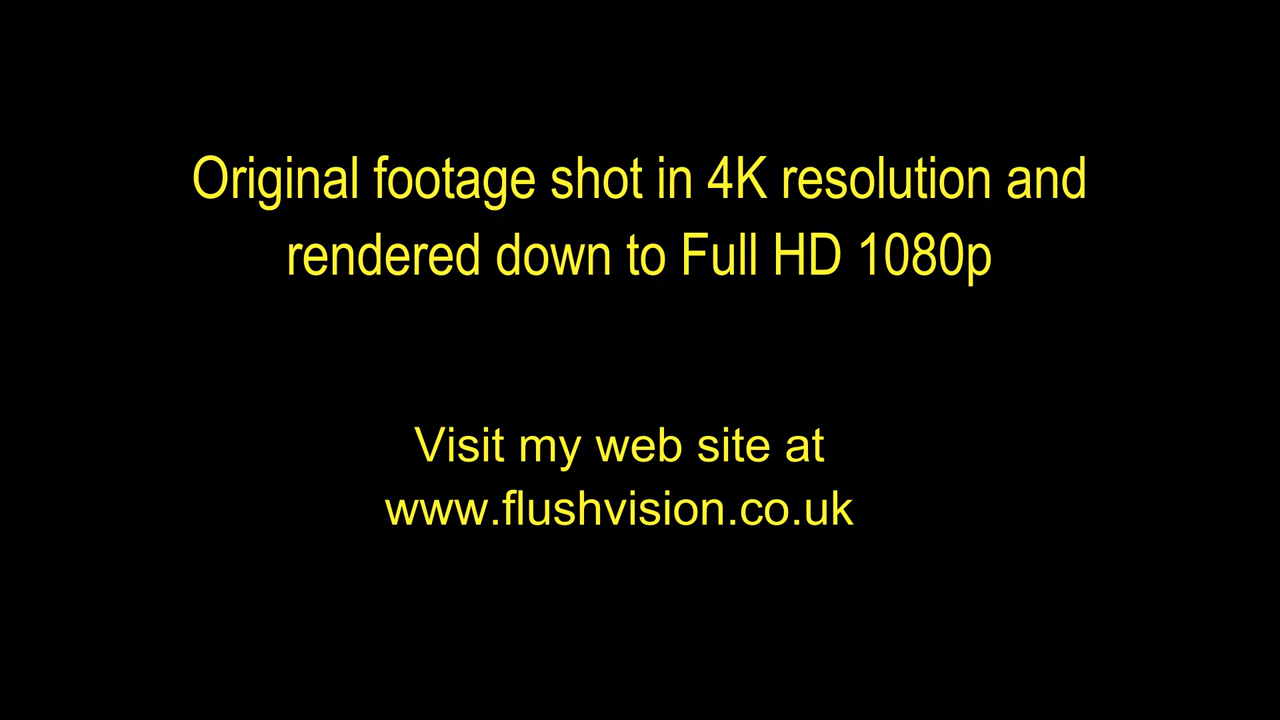 Original footage shot in 4K resolution and
rendered down to Full HD 1080p
Visit my web site at
www.flushvision.co.uk